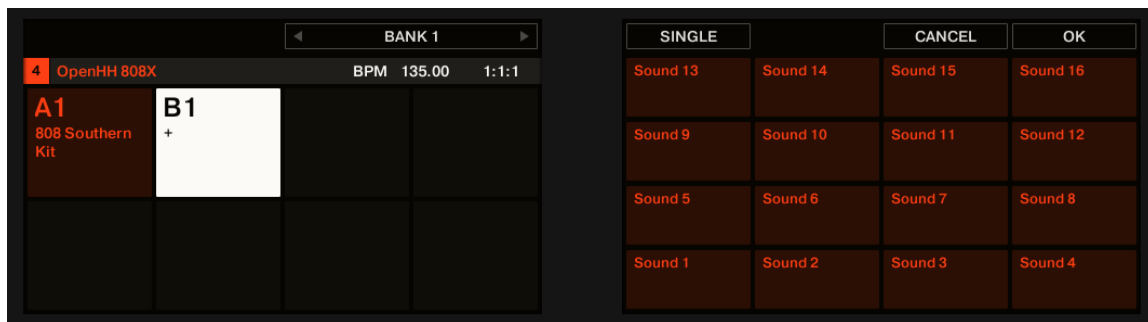 BANK 1
4 OpenHH 808X BPM 135.00 1:1:1
A1
808 Southern
Kit
B1
+
SINGLE CANCEL OK
Sound 13 Sound 14 Sound 15 Sound 16
Sound 9 Sound 10 Sound 11 Sound 12
Sound 5 Sound 6 Sound 7 Sound 8
Sound 1 Sound 2 Sound 3 Sound 4